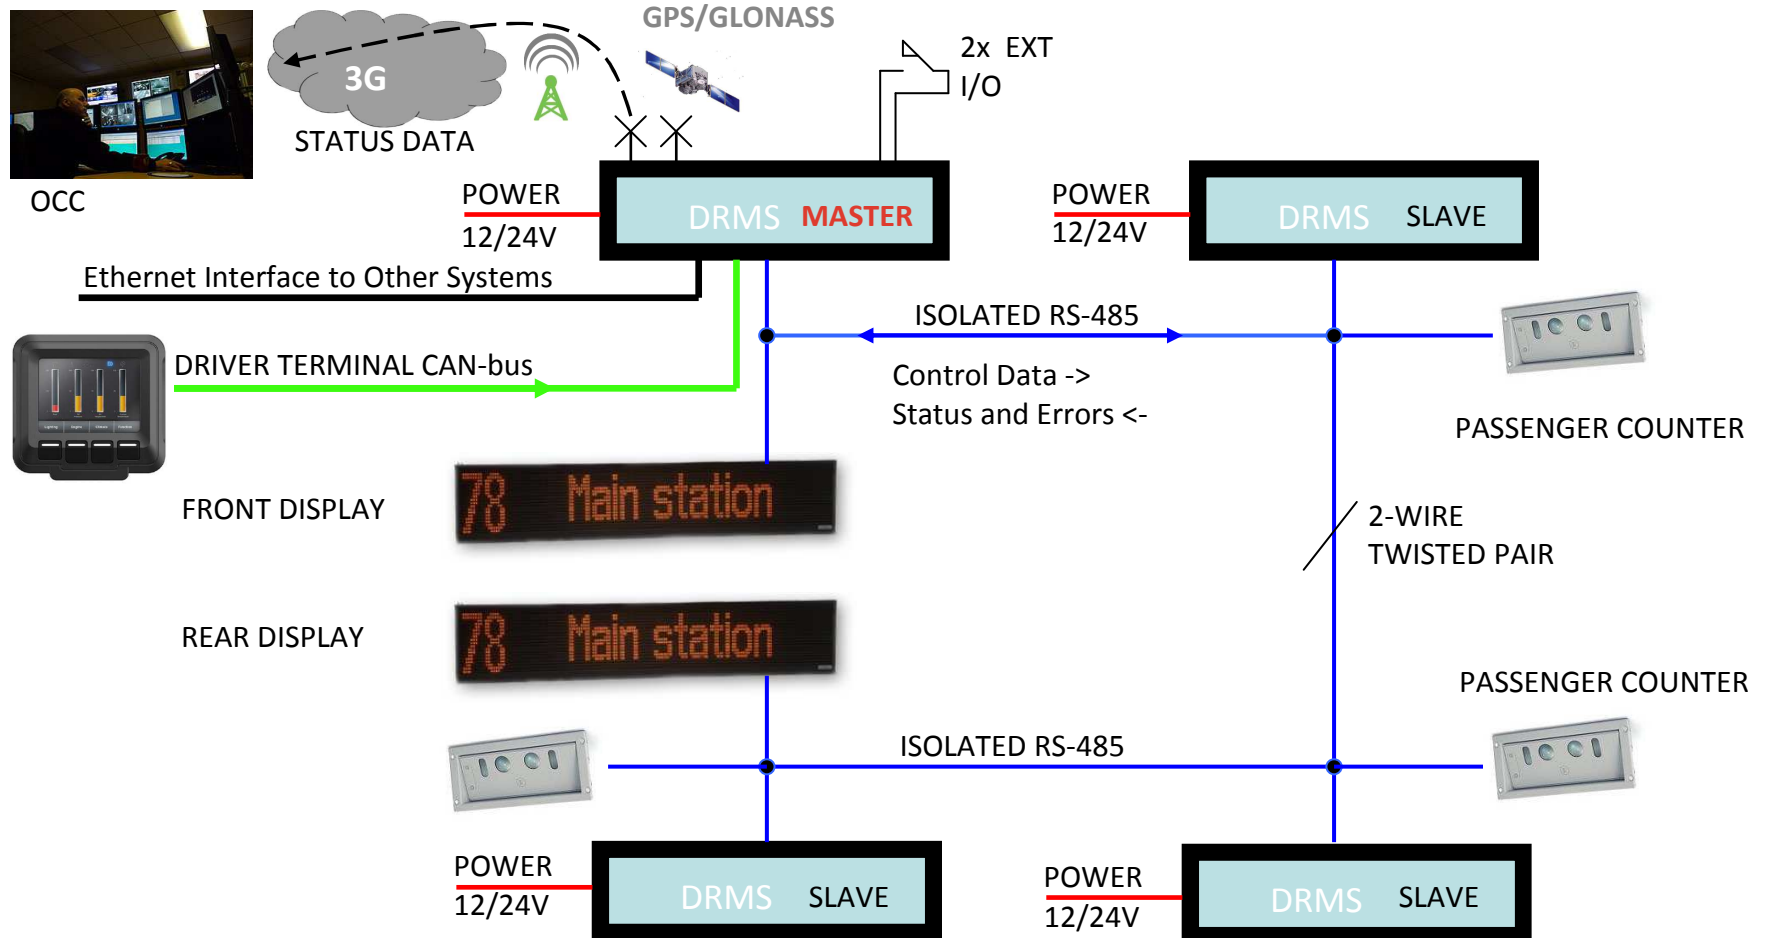 GPS/GLONASS
2x EXT
I/O
3G
STATUS DATA
OCC
POWER
12/24V
DRMS MASTER
POWER
12/24V
DRMS SLAVE
Ethernet Interface to Other Systems
ISOLATED RS-485
DRIVER TERMINAL CAN-bus
Control Data ->
Status and Errors <-
PASSENGER COUNTER
FRONT DISPLAY
78 Main station
2-WIRE
TWISTED PAIR
REAR DISPLAY
78 Main station
PASSENGER COUNTER
ISOLATED RS-485
POWER
12/24V
DRMS SLAVE
POWER
12/24V
DRMS SLAVE